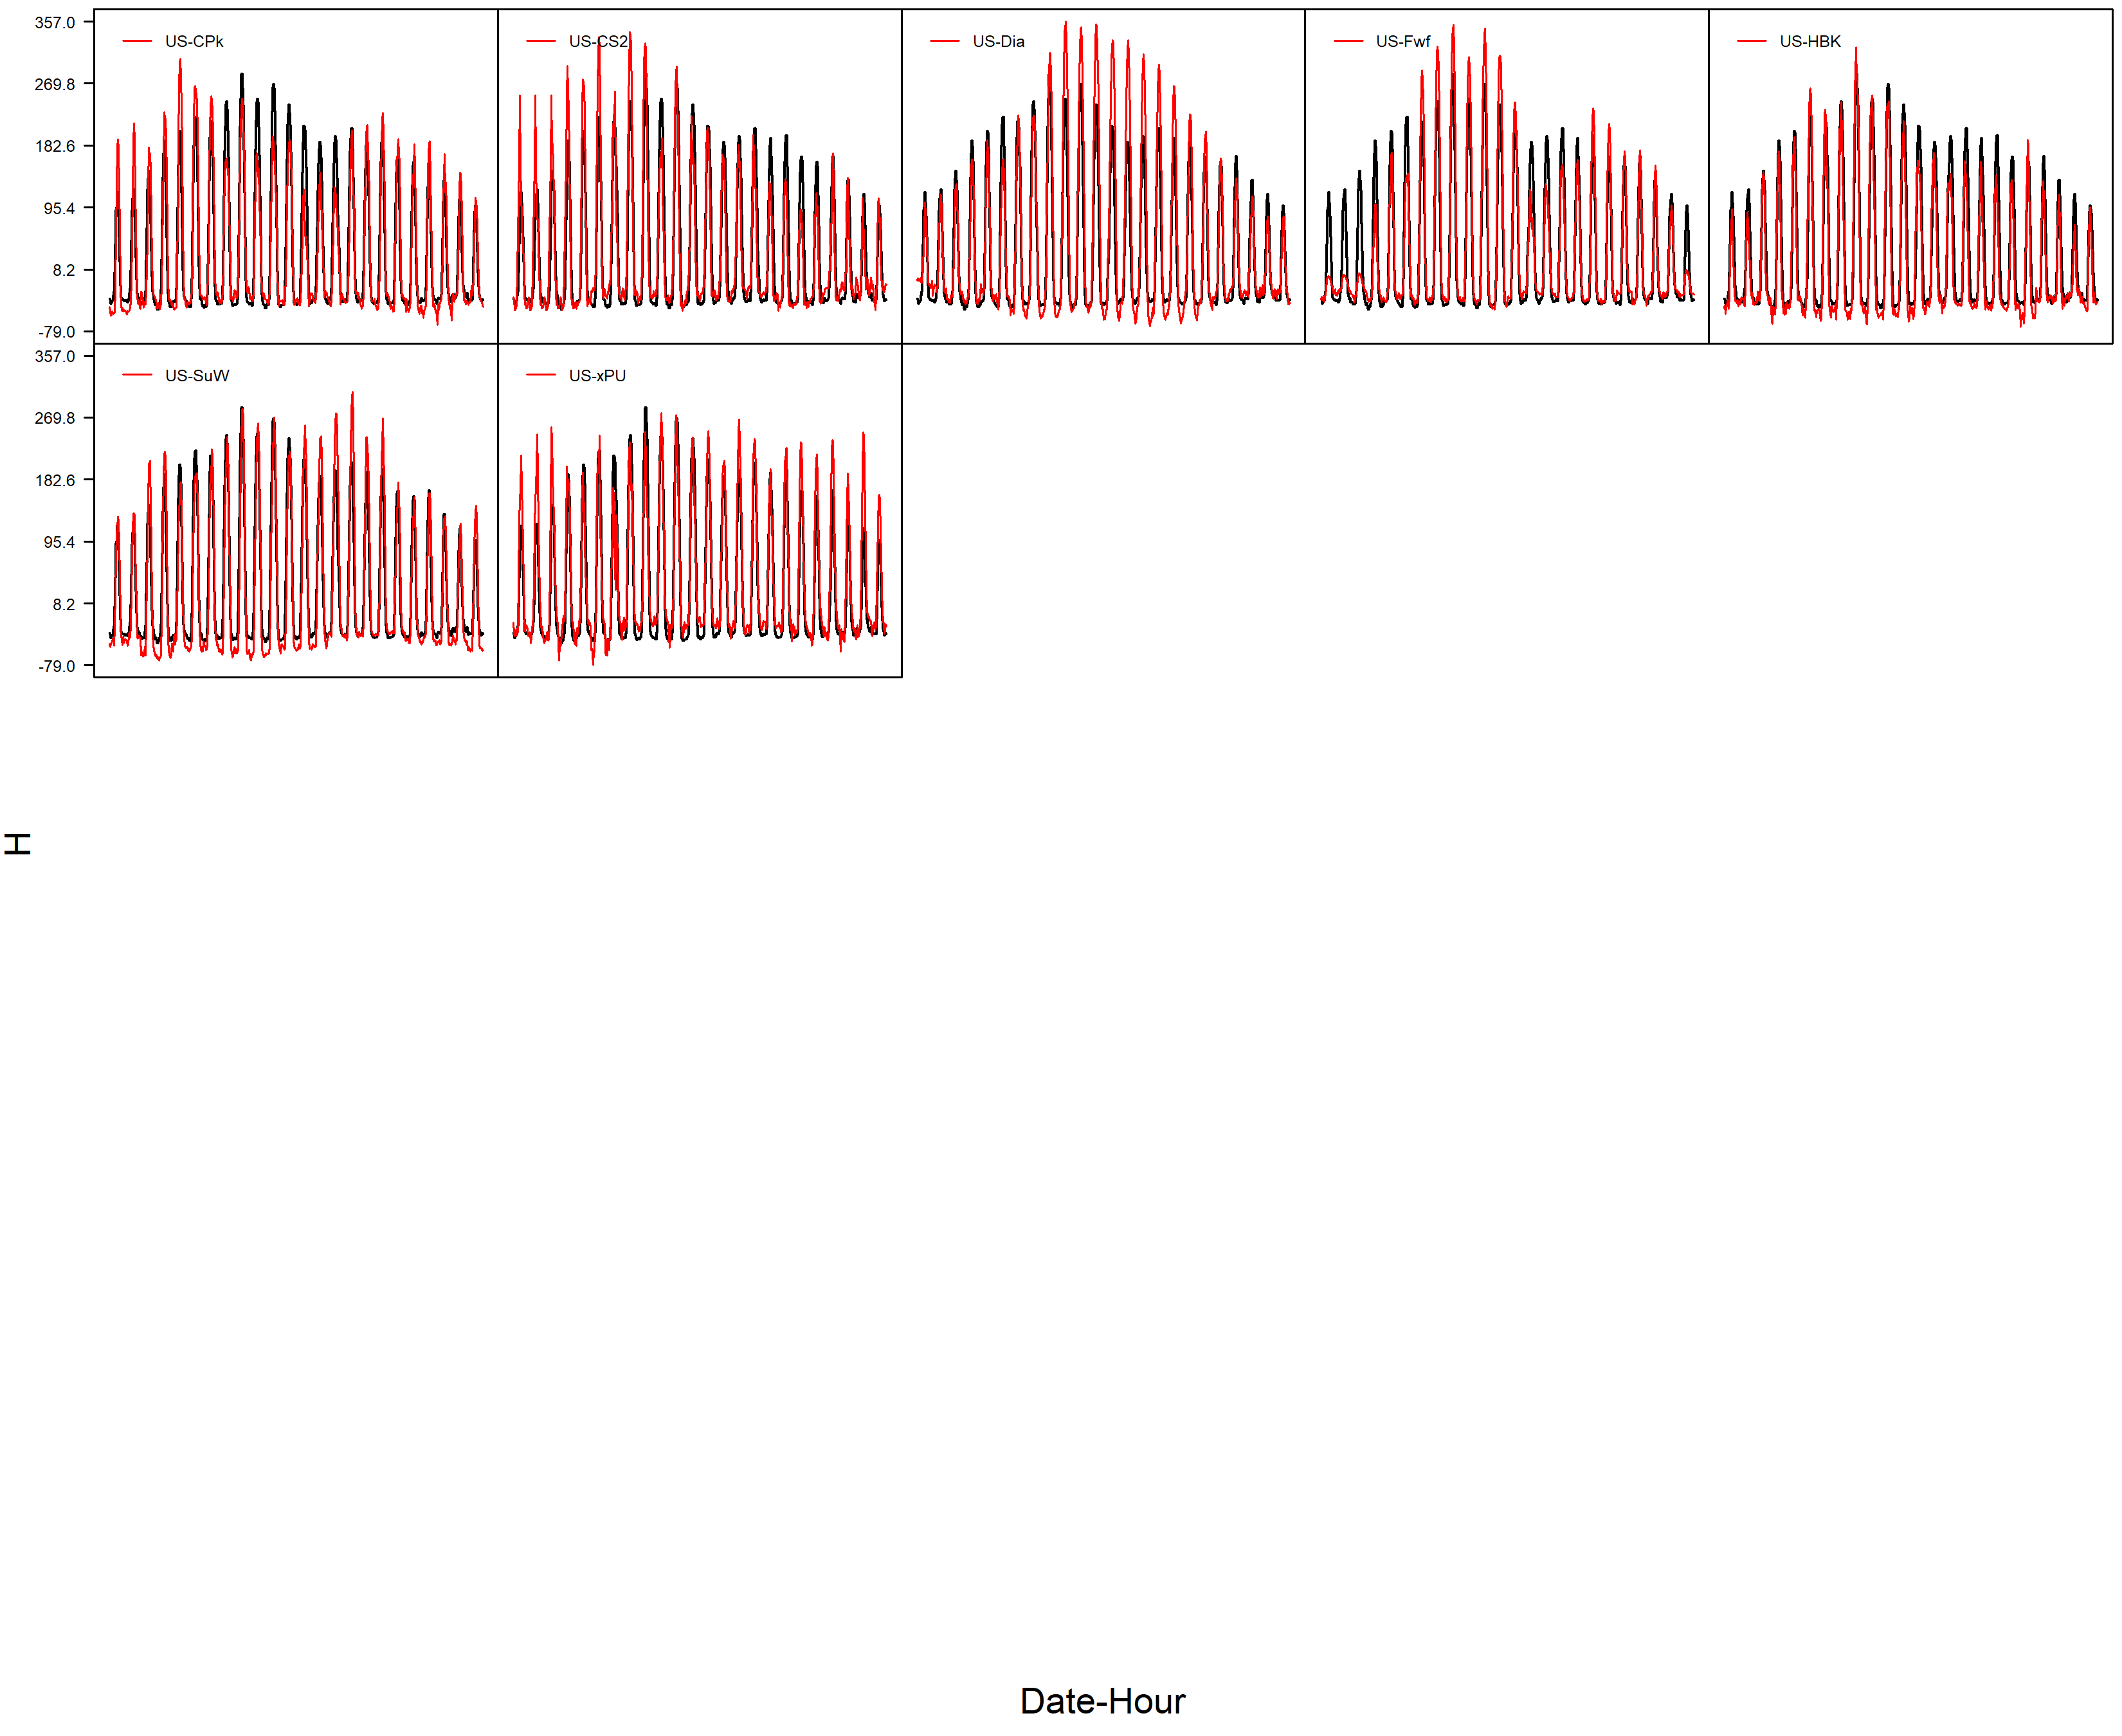 357.0
269.8
182.6
95.4
8.2
-79.0
US-CPk
US-CS2
US-Dia
US-Fwf
US-HBK
357.0
269.8
182.6
95.4
8.2
-79.0
US-SuW
US-xPU
H
Date-Hour